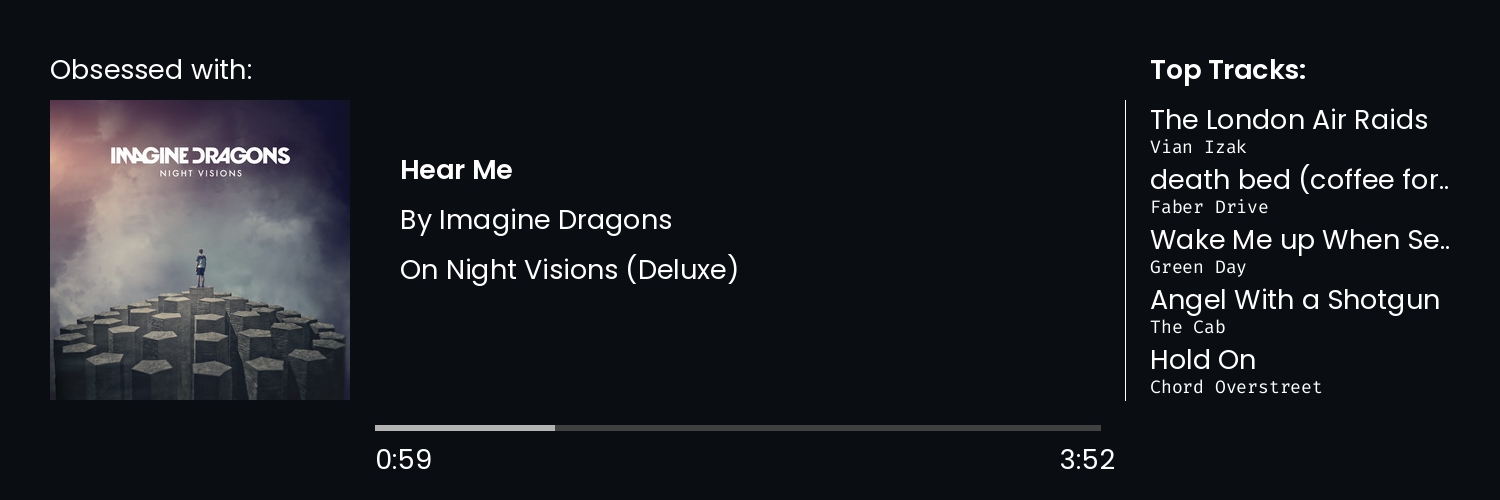 Obsessed with:
IMAGINE DRAGONS
NIGHT VISIONS
Hear Me
By Imagine Dragons
On Night Visions (Deluxe)
0:59
3:52
Top Tracks:
The London Air Raids
Vian Izak
death bed (coffee for..
Faber Drive
Wake Me up When Se..
Green Day
Angel With a Shotgun
The Cab
Hold On
Chord Overstreet